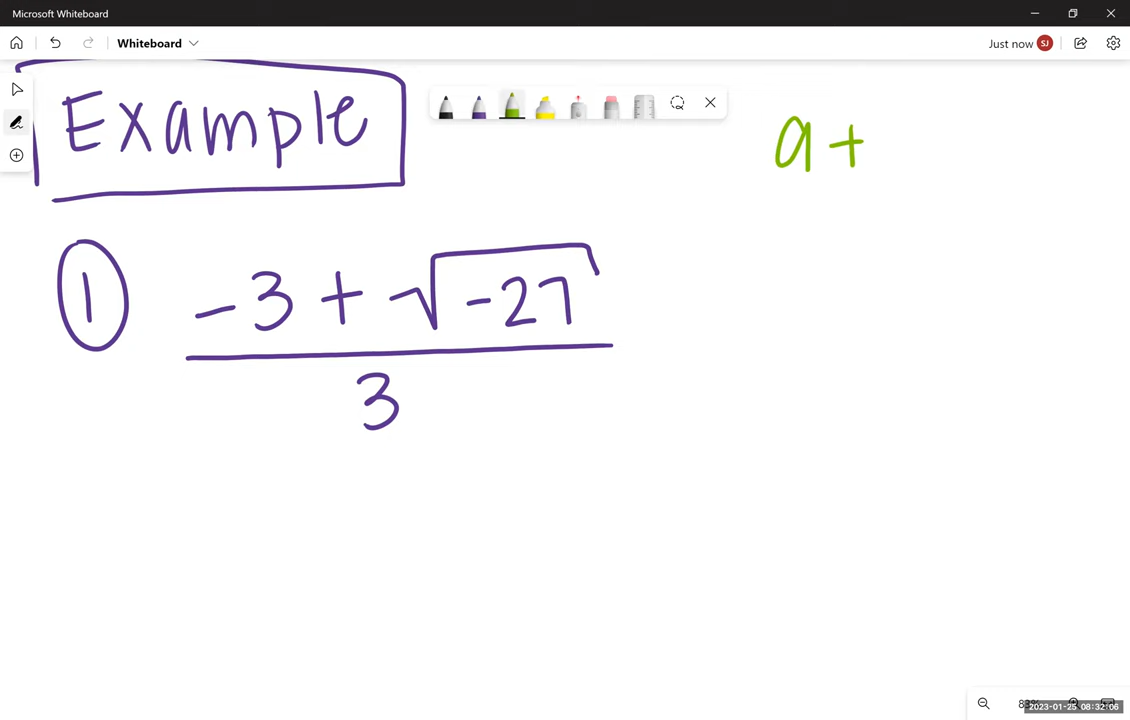 Microsoft Whiteboard
Whiteboard
Just now SJ
Example
a +
① -3 + √-27
3
2023-01-25 08:32:06